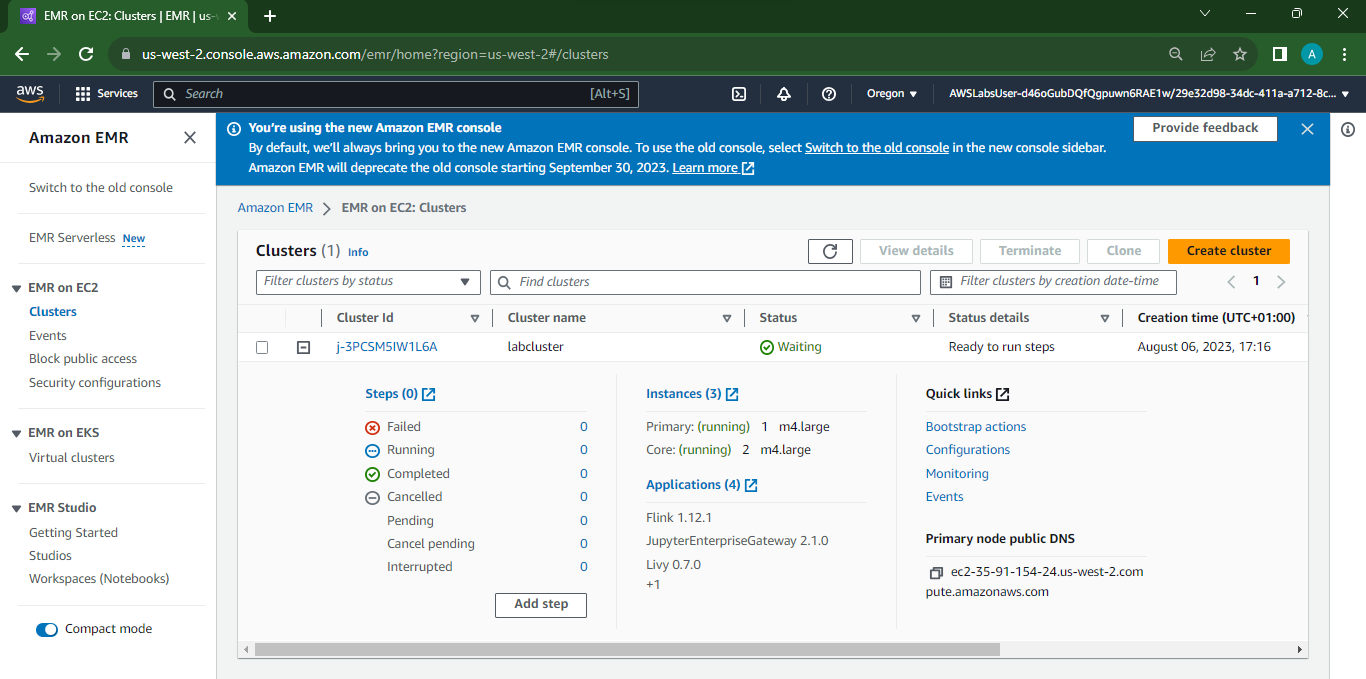 EMR on EC2: Clusters | EMR | us-
us-west-2.console.aws.amazon.com/emr/home?region=us-west-2#/clusters
A
aws
Services
Search
[Alt+S]
Oregon
AWSLabsUser-d46oGubDQfQgpuwn6RAE1w/29e32d98-34dc-411a-a712-8c...
Amazon EMR
Switch to the old console
EMR Serverless New
EMR on EC2
Clusters
Events
Block public access
Security configurations
EMR on EKS
Virtual clusters
EMR Studio
Getting Started
Studios
Workspaces (Notebooks)
Compact mode
You're using the new Amazon EMR console
By default, we'll always bring you to the new Amazon EMR console. To use the old console, select Switch to the old console in the new console sidebar.
Amazon EMR will deprecate the old console starting September 30, 2023. Learn more
Provide feedback
Amazon EMR
EMR on EC2: Clusters
Clusters (1) Info
View details
Terminate
Clone
Create cluster
Filter clusters by status
Find clusters
Filter clusters by creation date-time
1
Cluster Id
Cluster name
Status
Status details
Creation time (UTC+01:00)
j-3PCSM5IW1L6A
labcluster
Waiting
Ready to run steps
August 06, 2023, 17:16
Steps (0)
Failed 0
Running 0
Completed 0
Cancelled 0
Pending 0
Cancel pending 0
Interrupted 0
Add step
Instances (3)
Primary: (running) 1 m4.large
Core: (running) 2 m4.large
Applications (4)
Flink 1.12.1
JupyterEnterpriseGateway 2.1.0
Livy 0.7.0
+1
Quick links
Bootstrap actions
Configurations
Monitoring
Events
Primary node public DNS
ec2-35-91-154-24.us-west-2.com
pute.amazonaws.com